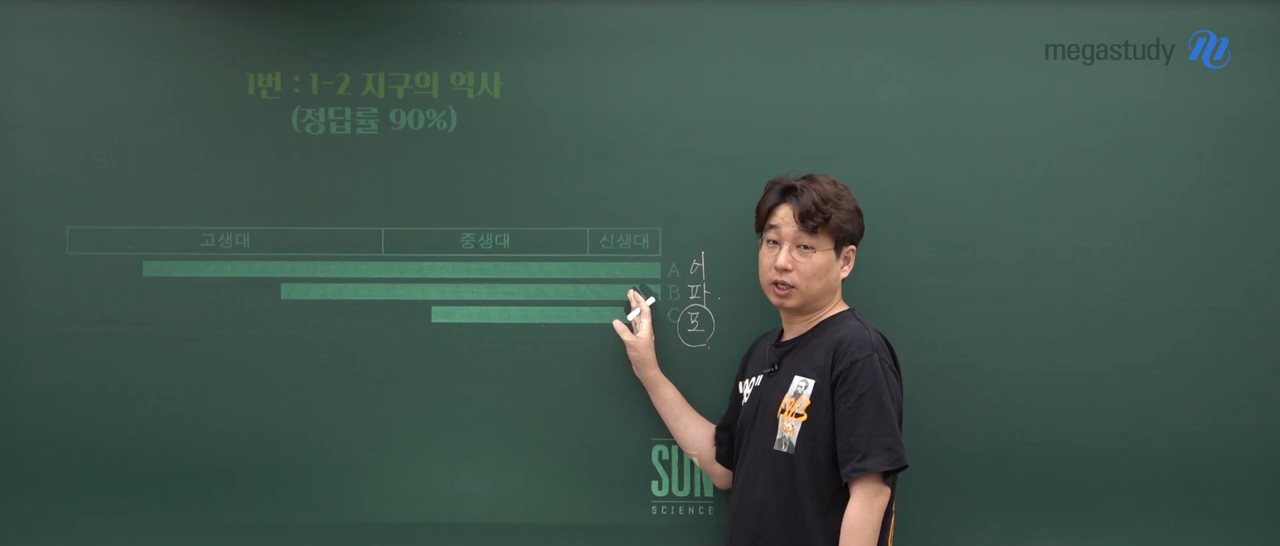 megastudy
1번 : 1-2 지구의 역사
(정답률 90%)
고생대 중생대 신생대
A 어
B 파
C 포
SUN
SCIENCE